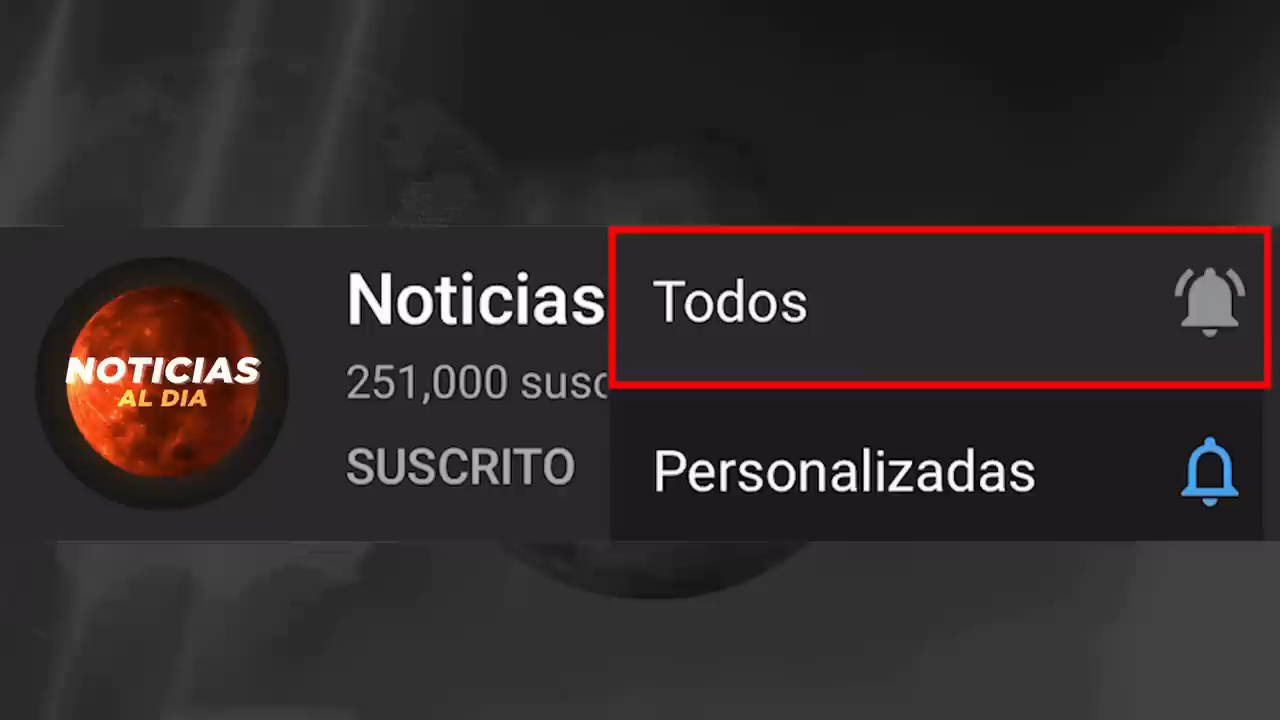 NOTICIAS
AL DIA
Noticias
251,000 susc
SUSCRITO
Todos
Personalizadas